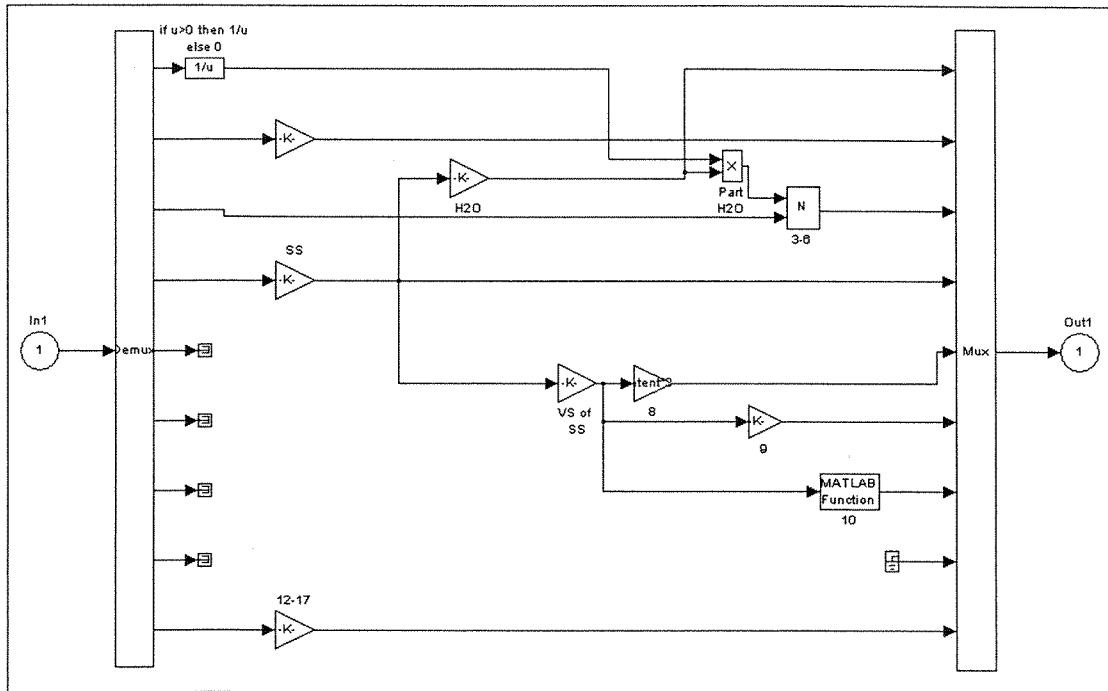 if u>0 then 1/u
else 0
1/u
-K-
-K-
H2O
X
Part
H2O
N
3-6
SS
-K-
In1
1
Demux
Mux
Out1
1
-K-
VS of
SS
8
K-
9
MATLAB
Function
10
12-17
-K-